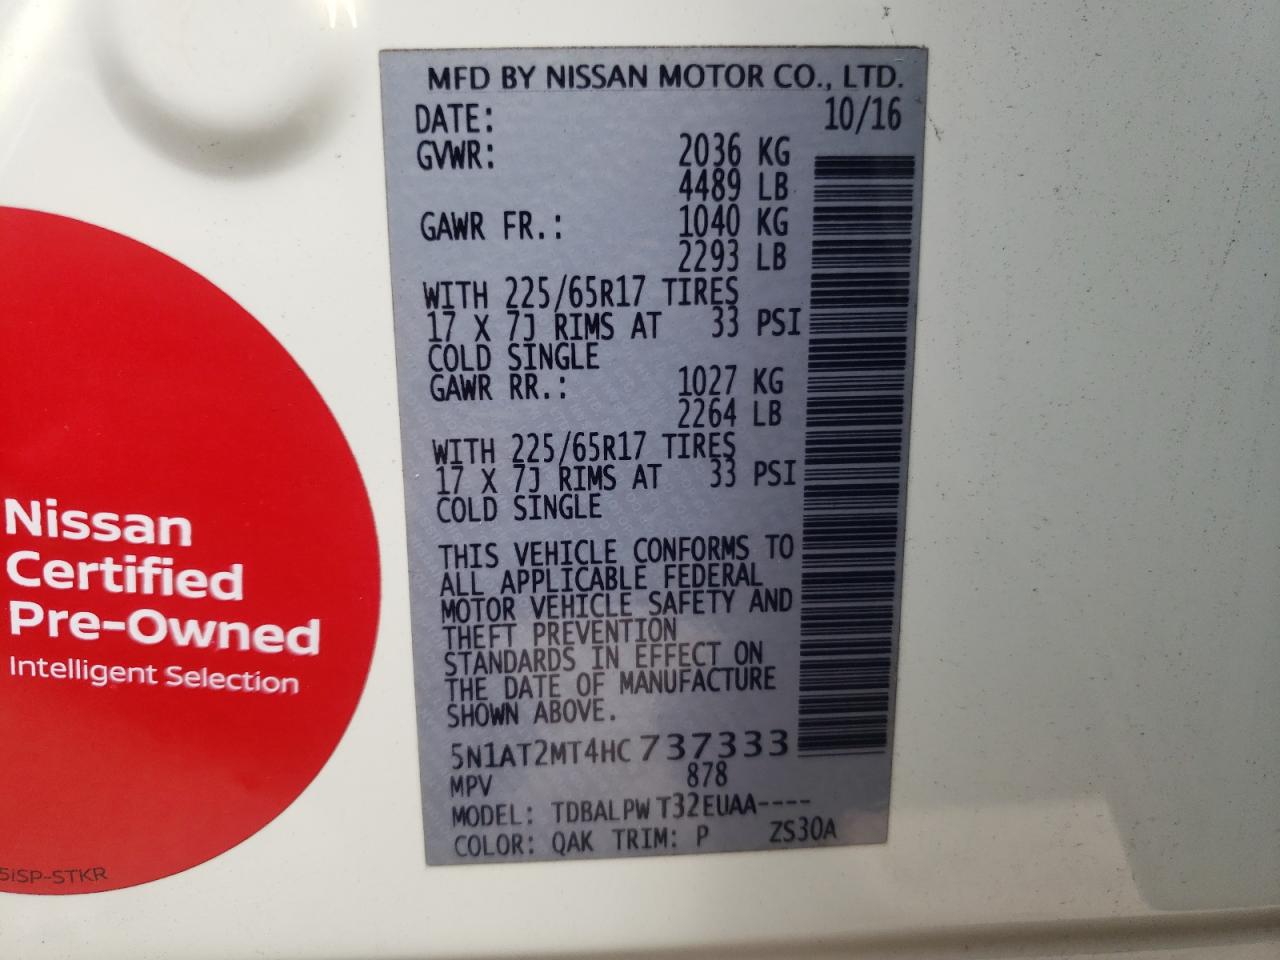 MFD BY NISSAN MOTOR CO., LTD.
DATE: 10/16
GVWR: 2036 KG
4489 LB
GAWR FR.: 1040 KG
2293 LB
WITH 225/65R17 TIRES
17 X 7J RIMS AT 33 PSI
COLD SINGLE
GAWR RR.: 1027 KG
2264 LB
WITH 225/65R17 TIRES
17 X 7J RIMS AT 33 PSI
COLD SINGLE
THIS VEHICLE CONFORMS TO
ALL APPLICABLE FEDERAL
MOTOR VEHICLE SAFETY AND
THEFT PREVENTION
STANDARDS IN EFFECT ON
THE DATE OF MANUFACTURE
SHOWN ABOVE.
5N1AT2MT4HC737333
MPV 878
MODEL: TDBALPW T32EUAA----
COLOR: QAK TRIM: P ZS30A
Nissan
Certified
Pre-Owned
Intelligent Selection
5iSP-STKR